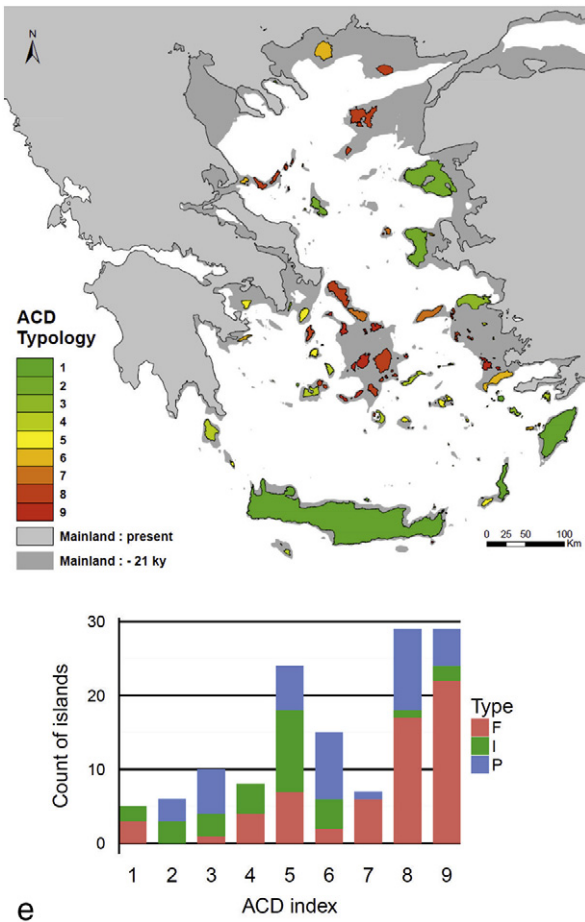 N
ACD
Typology
1
2
3
4
5
6
7
8
9
Mainland : present
Mainland : - 21 ky
0 25 50 100
Km
30
20
10
0
Count of islands
1 2 3 4 5 6 7 8 9
ACD index
Type
F
I
P
e